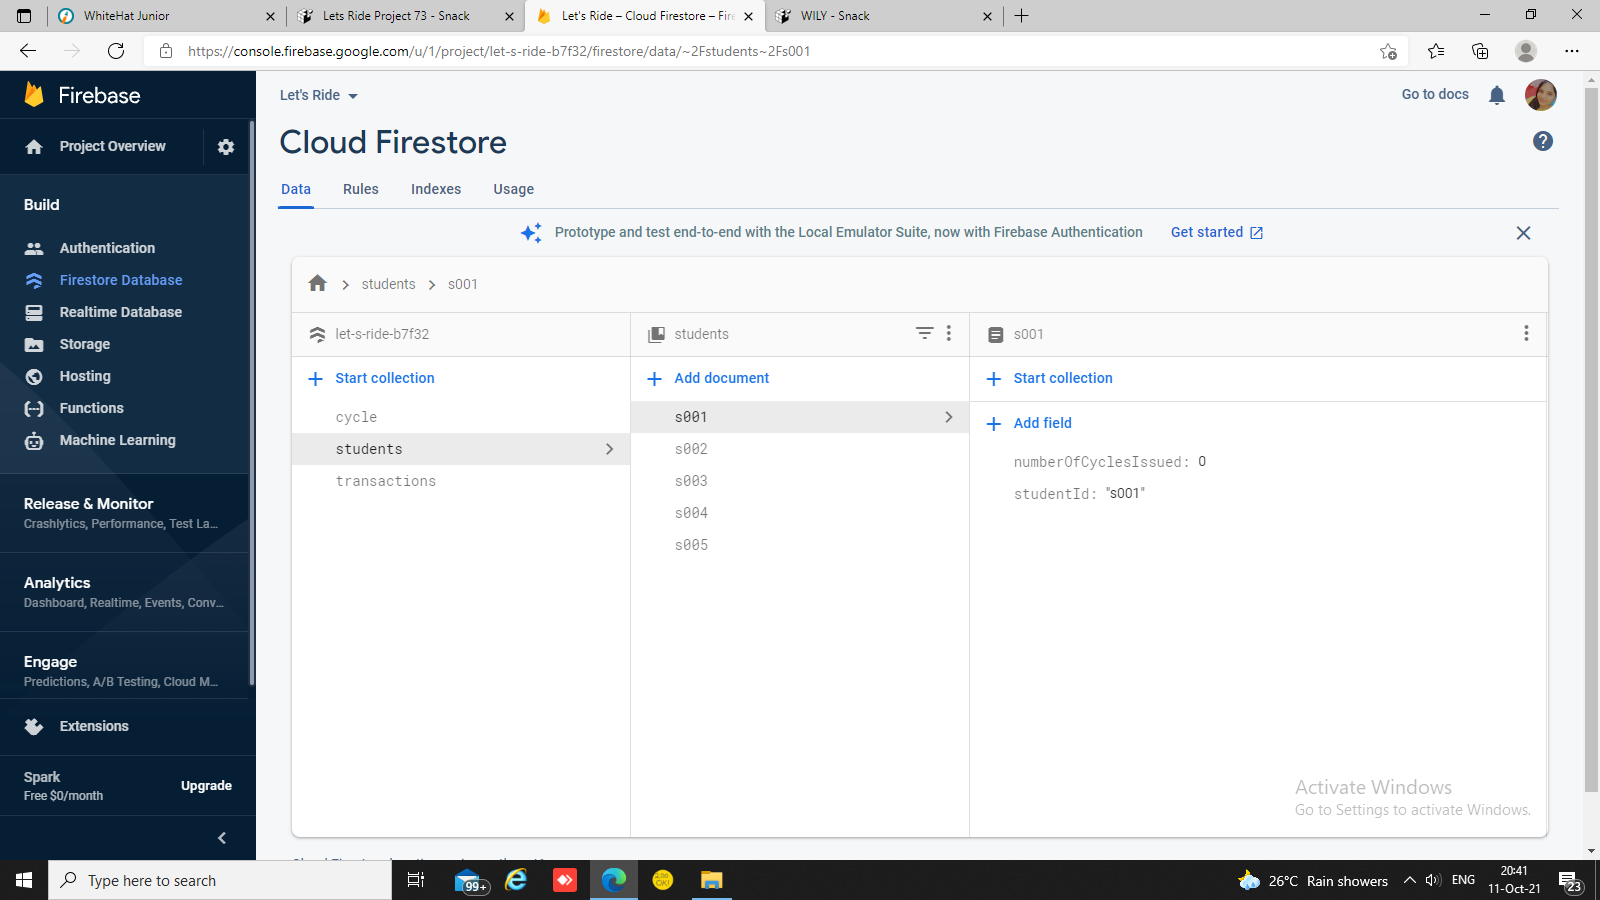 WhiteHat Junior
Lets Ride Project 73 - Snack
Let's Ride – Cloud Firestore – Fire
WILY - Snack
https://console.firebase.google.com/u/1/project/let-s-ride-b7f32/firestore/data/~2Fstudents~2Fs001
Firebase
Let's Ride
Go to docs
Project Overview
Cloud Firestore
Data
Rules
Indexes
Usage
Build
Prototype and test end-to-end with the Local Emulator Suite, now with Firebase Authentication
Get started
Authentication
Firestore Database
Realtime Database
Storage
Hosting
Functions
Machine Learning
Release & Monitor
Crashlytics, Performance, Test La...
Analytics
Dashboard, Realtime, Events, Conv...
Engage
Predictions, A/B Testing, Cloud M...
Extensions
Spark
Free $0/month
Upgrade
students
s001
let-s-ride-b7f32
Start collection
cycle
students
transactions
students
Add document
s001
s002
s003
s004
s005
s001
Start collection
Add field
numberOfCyclesIssued: 0
studentId: "s001"
Activate Windows
Go to Settings to activate Windows.
Type here to search
99+
26°C Rain showers
ENG
20:41
11-Oct-21
23